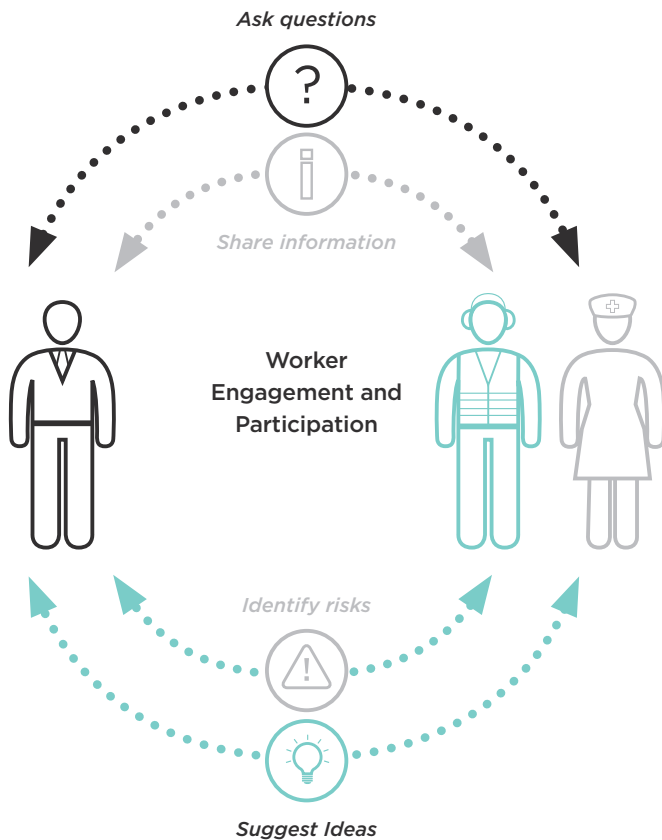 Ask questions
?
i
Share information
Worker
Engagement and
Participation
Identify risks
!
Suggest Ideas